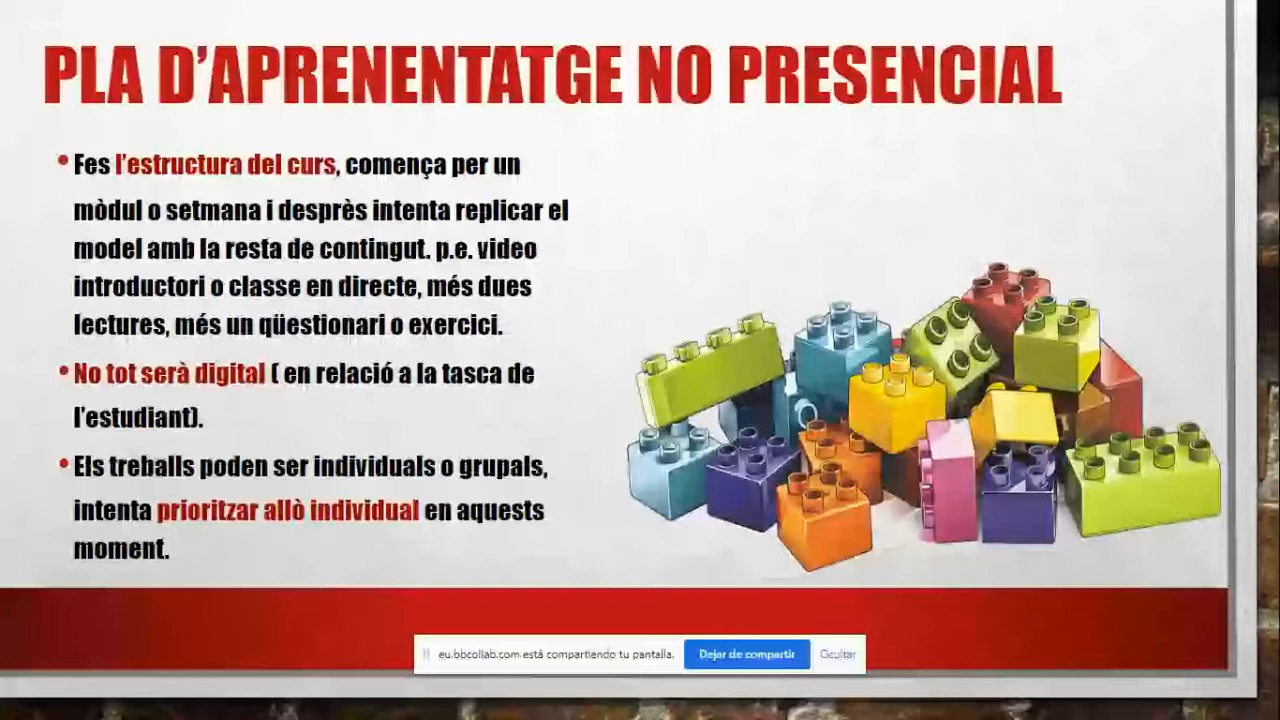 PLA D'APRENENTATGE NO PRESENCIAL
•Fes l'estructura del curs, comença per un
mòdul o setmana i desprès intenta replicar el
model amb la resta de contingut. p.e. video
introductori o classe en directe, més dues
lectures, més un qüestionari o exercici.
•No tot serà digital ( en relació a la tasca de
l'estudiant).
•Els treballs poden ser individuals o grupals,
intenta prioritzar allò individual en aquests
moment.
eu.bbcollab.com está compartiendo tu pantalla. Dejar de compartir Ocultar